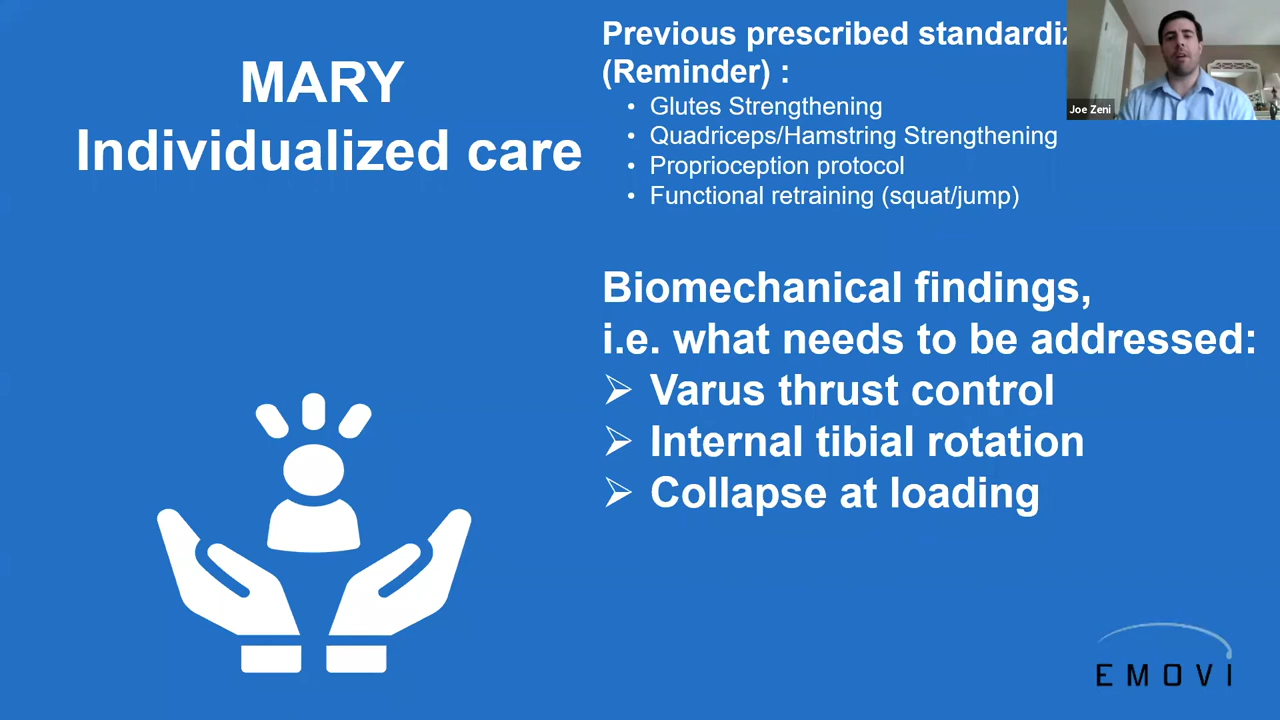 MARY
Individualized care
Previous prescribed
(Reminder) :
• Glutes Strengthening
• Quadriceps/Hamstring Strengthening
• Proprioception protocol
• Functional retraining (squat/jump)
Biomechanical findings,
i.e. what needs to be addressed:
➢ Varus thrust control
➢ Internal tibial rotation
➢ Collapse at loading
Joe Zeni
EMOVI